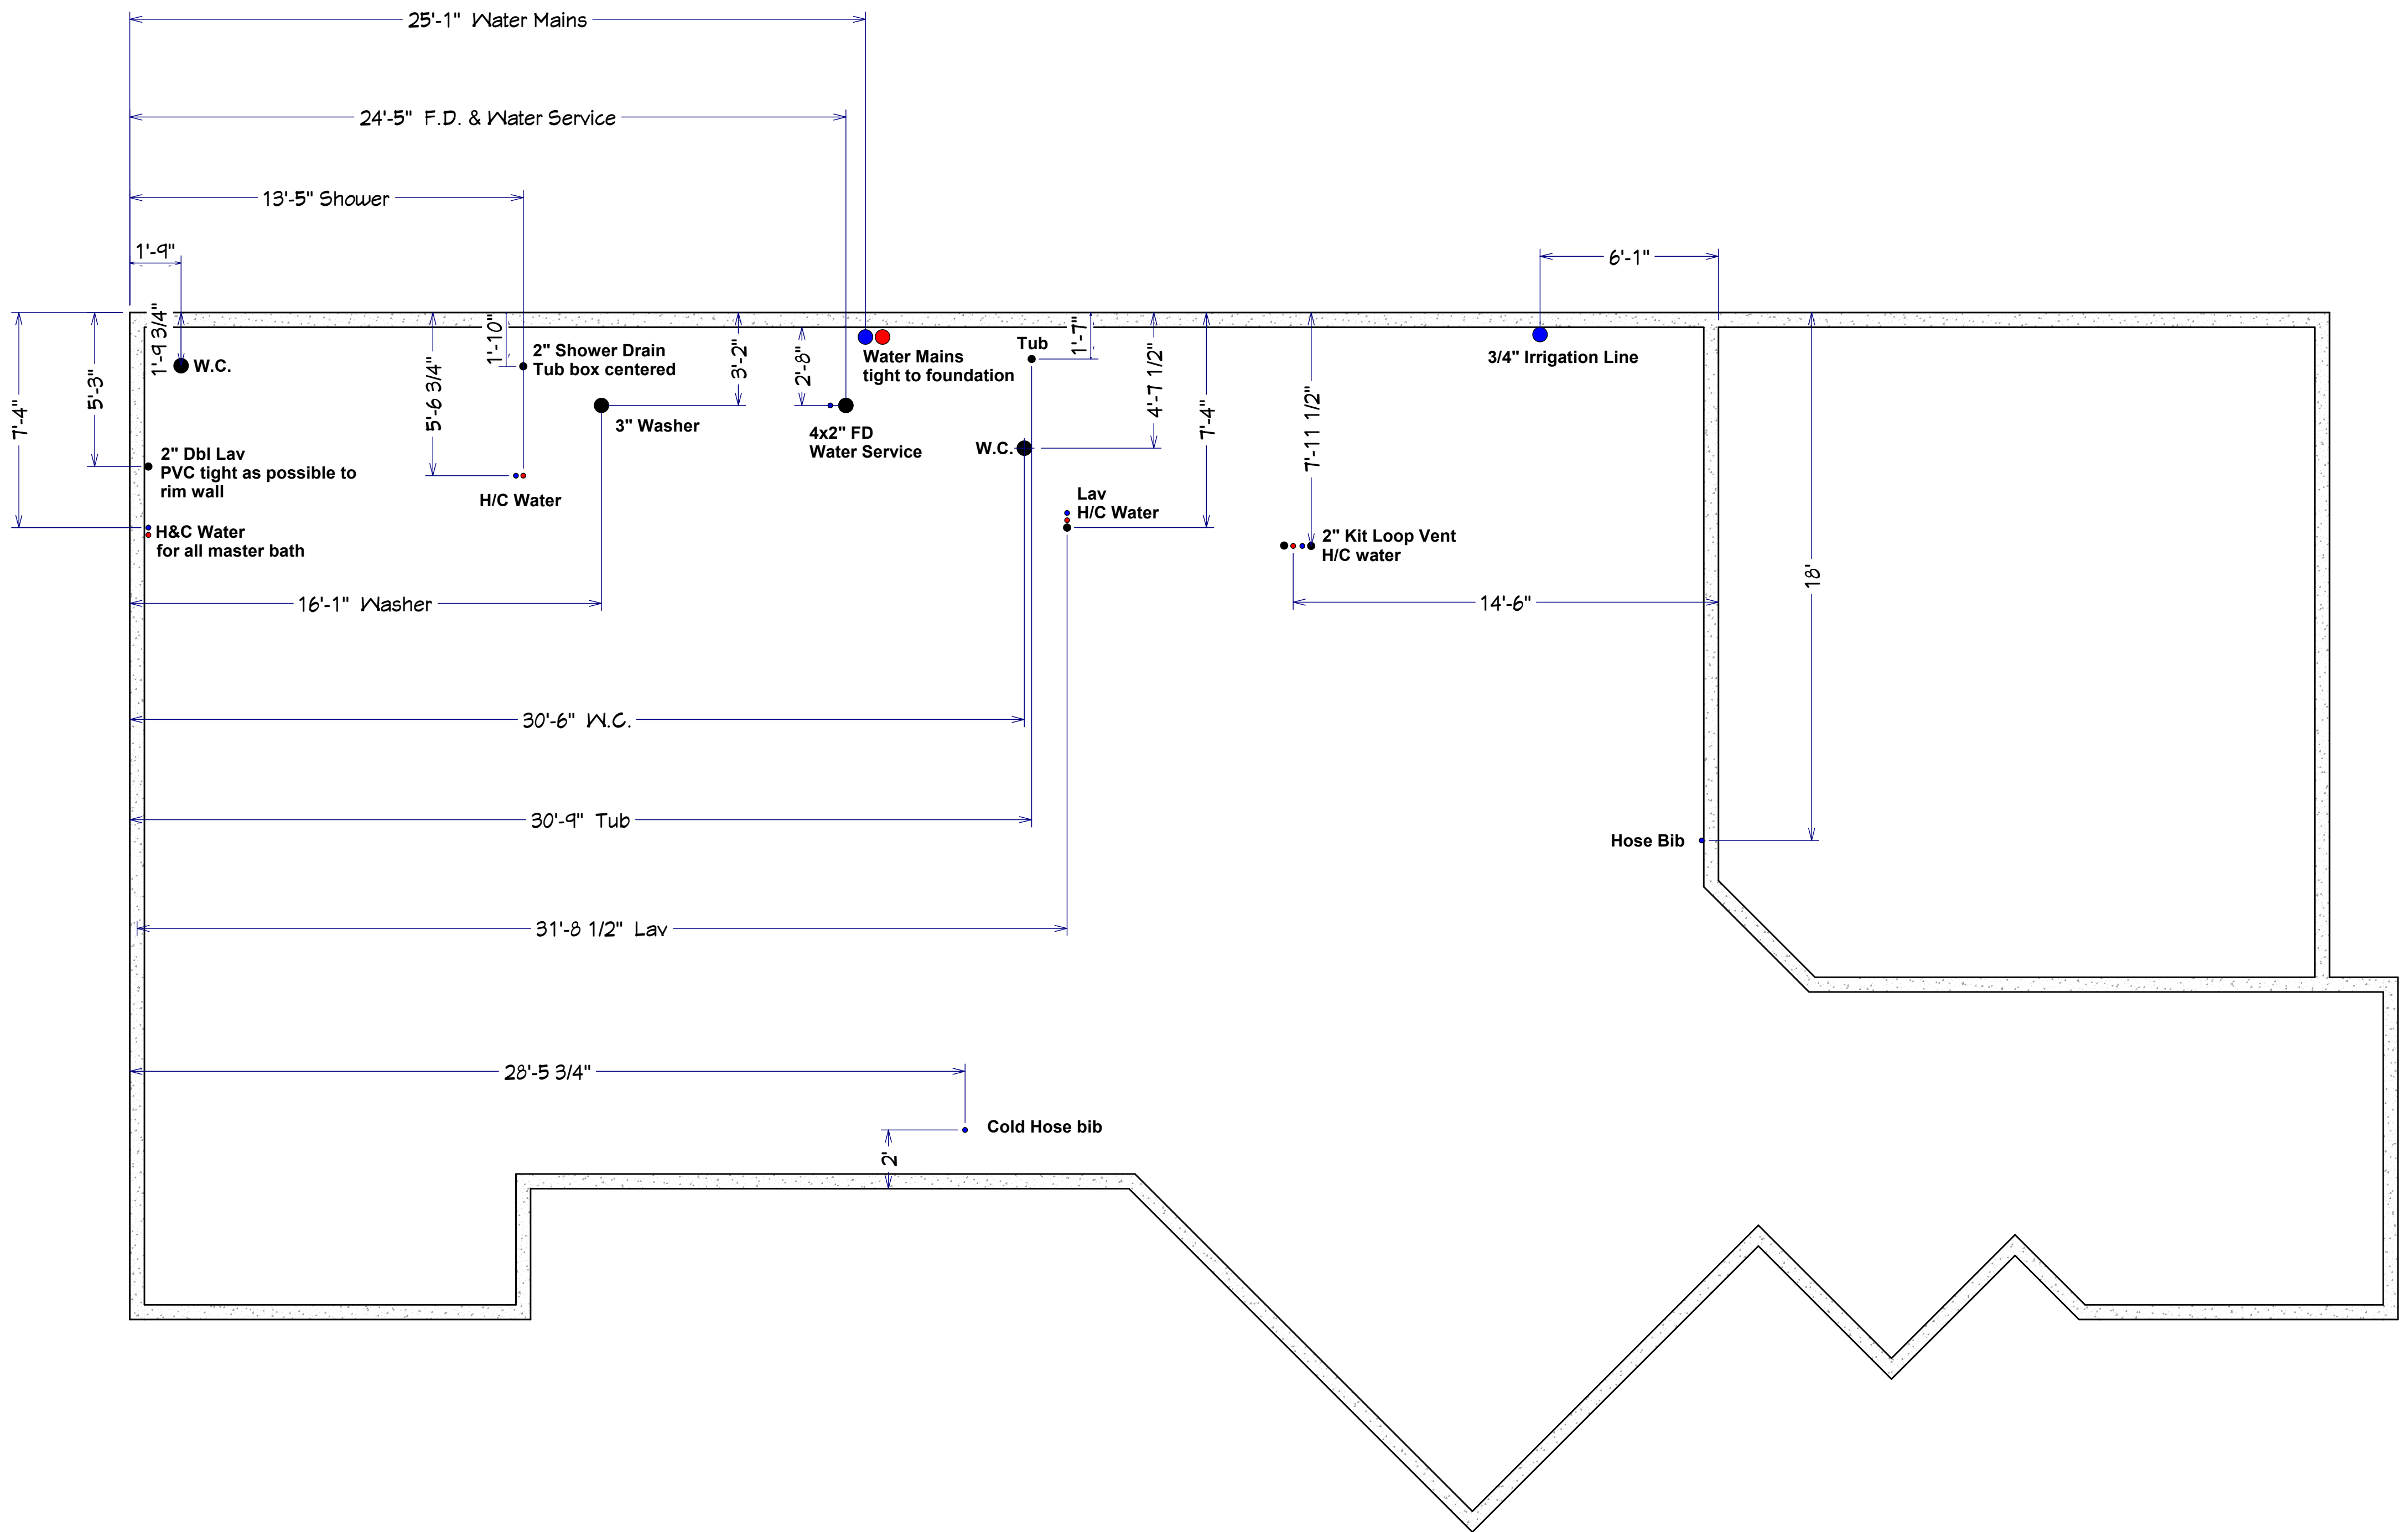 25'-1" Water Mains
24'-5" F.D. & Water Service
13'-5" Shower
1'-9"
6'-1"
1'-9 3/4"
W.C.
7'-4"
5'-3"
5'-6 3/4"
1'-10"
2" Shower Drain
Tub box centered
3'-2"
2'-8"
Water Mains
tight to foundation
Tub
1'-7"
4'-7 1/2"
7'-4"
7'-11 1/2"
3/4" Irrigation Line
3" Washer
4x2" FD
Water Service
W.C.
2" Dbl Lav
PVC tight as possible to
rim wall
H/C Water
Lav
H/C Water
H&C Water
for all master bath
2" Kit Loop Vent
H/C water
18'
16'-1" Washer
14'-6"
30'-6" W.C.
30'-9" Tub
Hose Bib
31'-8 1/2" Lav
28'-5 3/4"
Cold Hose bib
2'